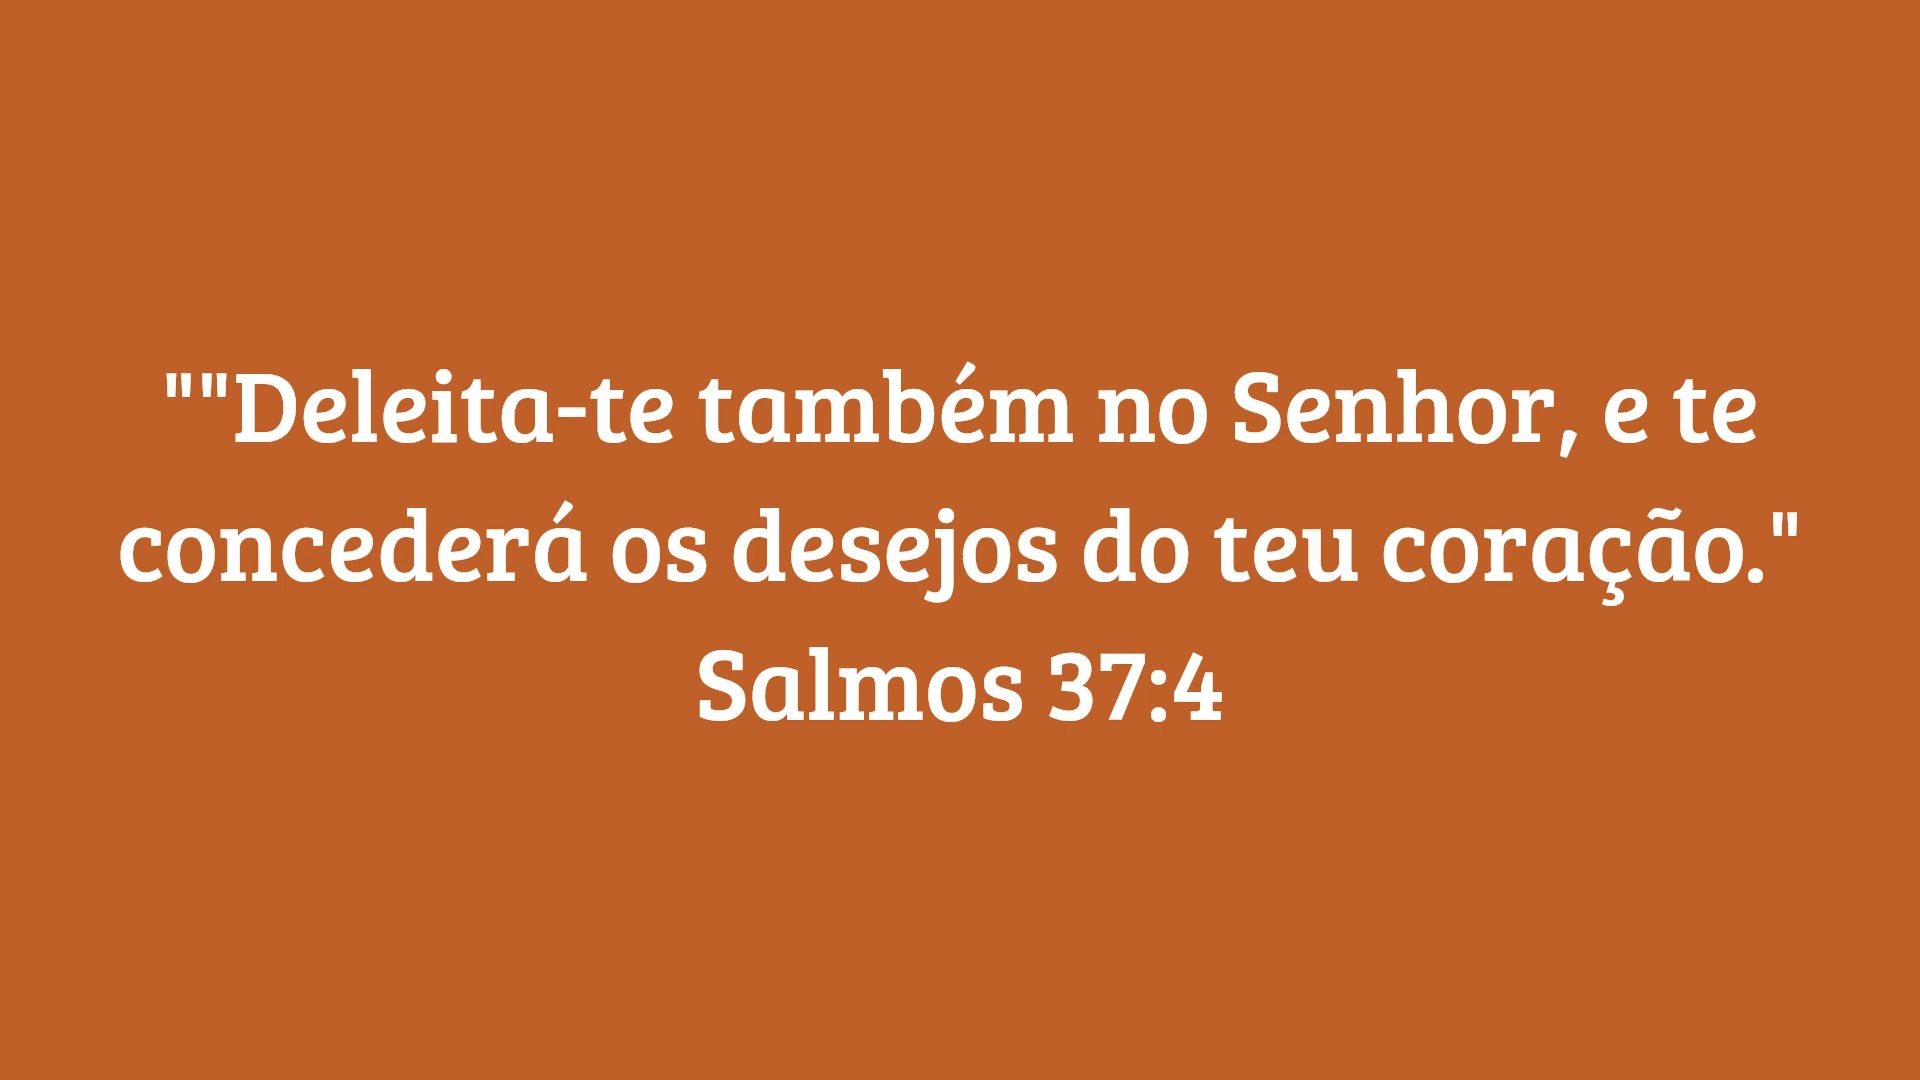 ""Deleita-te também no Senhor, e te
concederá os desejos do teu coração."
Salmos 37:4